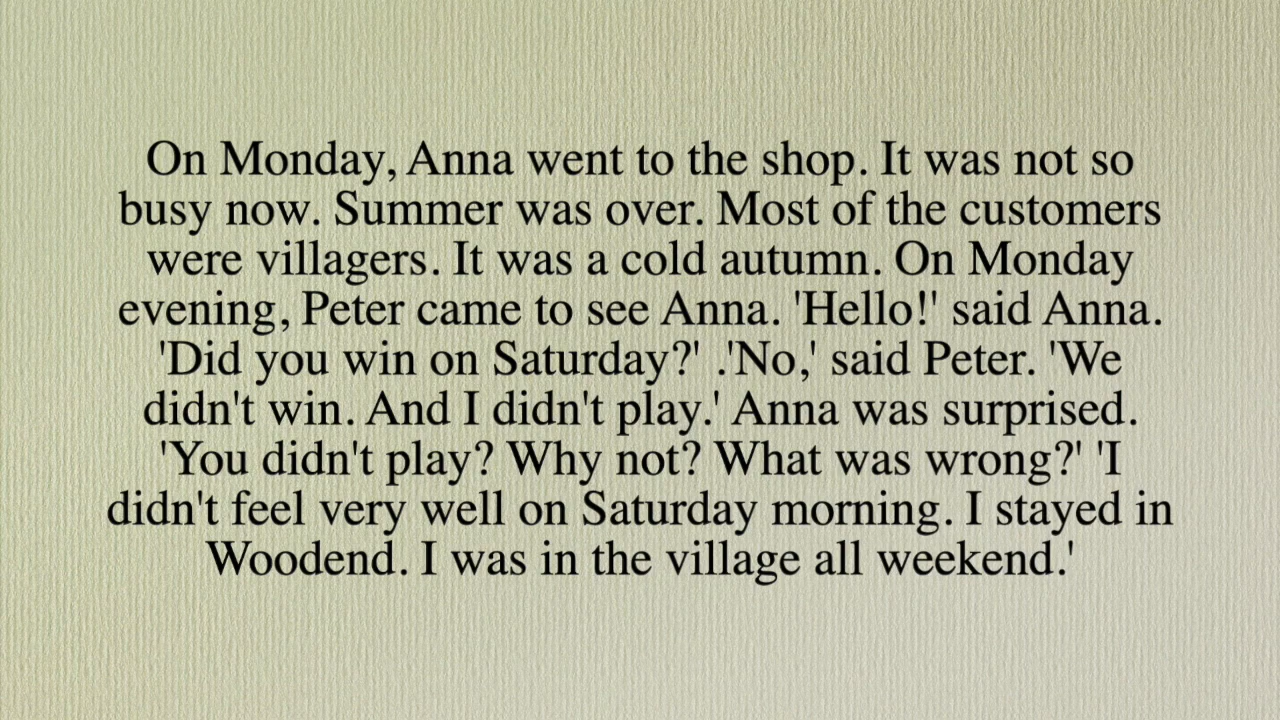 On Monday, Anna went to the shop. It was not so
busy now. Summer was over. Most of the customers
were villagers. It was a cold autumn. On Monday
evening, Peter came to see Anna. 'Hello!' said Anna.
'Did you win on Saturday?' .'No,' said Peter. 'We
didn't win. And I didn't play.' Anna was surprised.
'You didn't play? Why not? What was wrong?' 'I
didn't feel very well on Saturday morning. I stayed in
Woodend. I was in the village all weekend.'